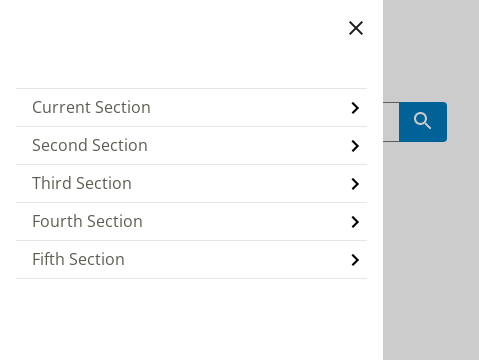 Current Section
Second Section
Third Section
Fourth Section
Fifth Section